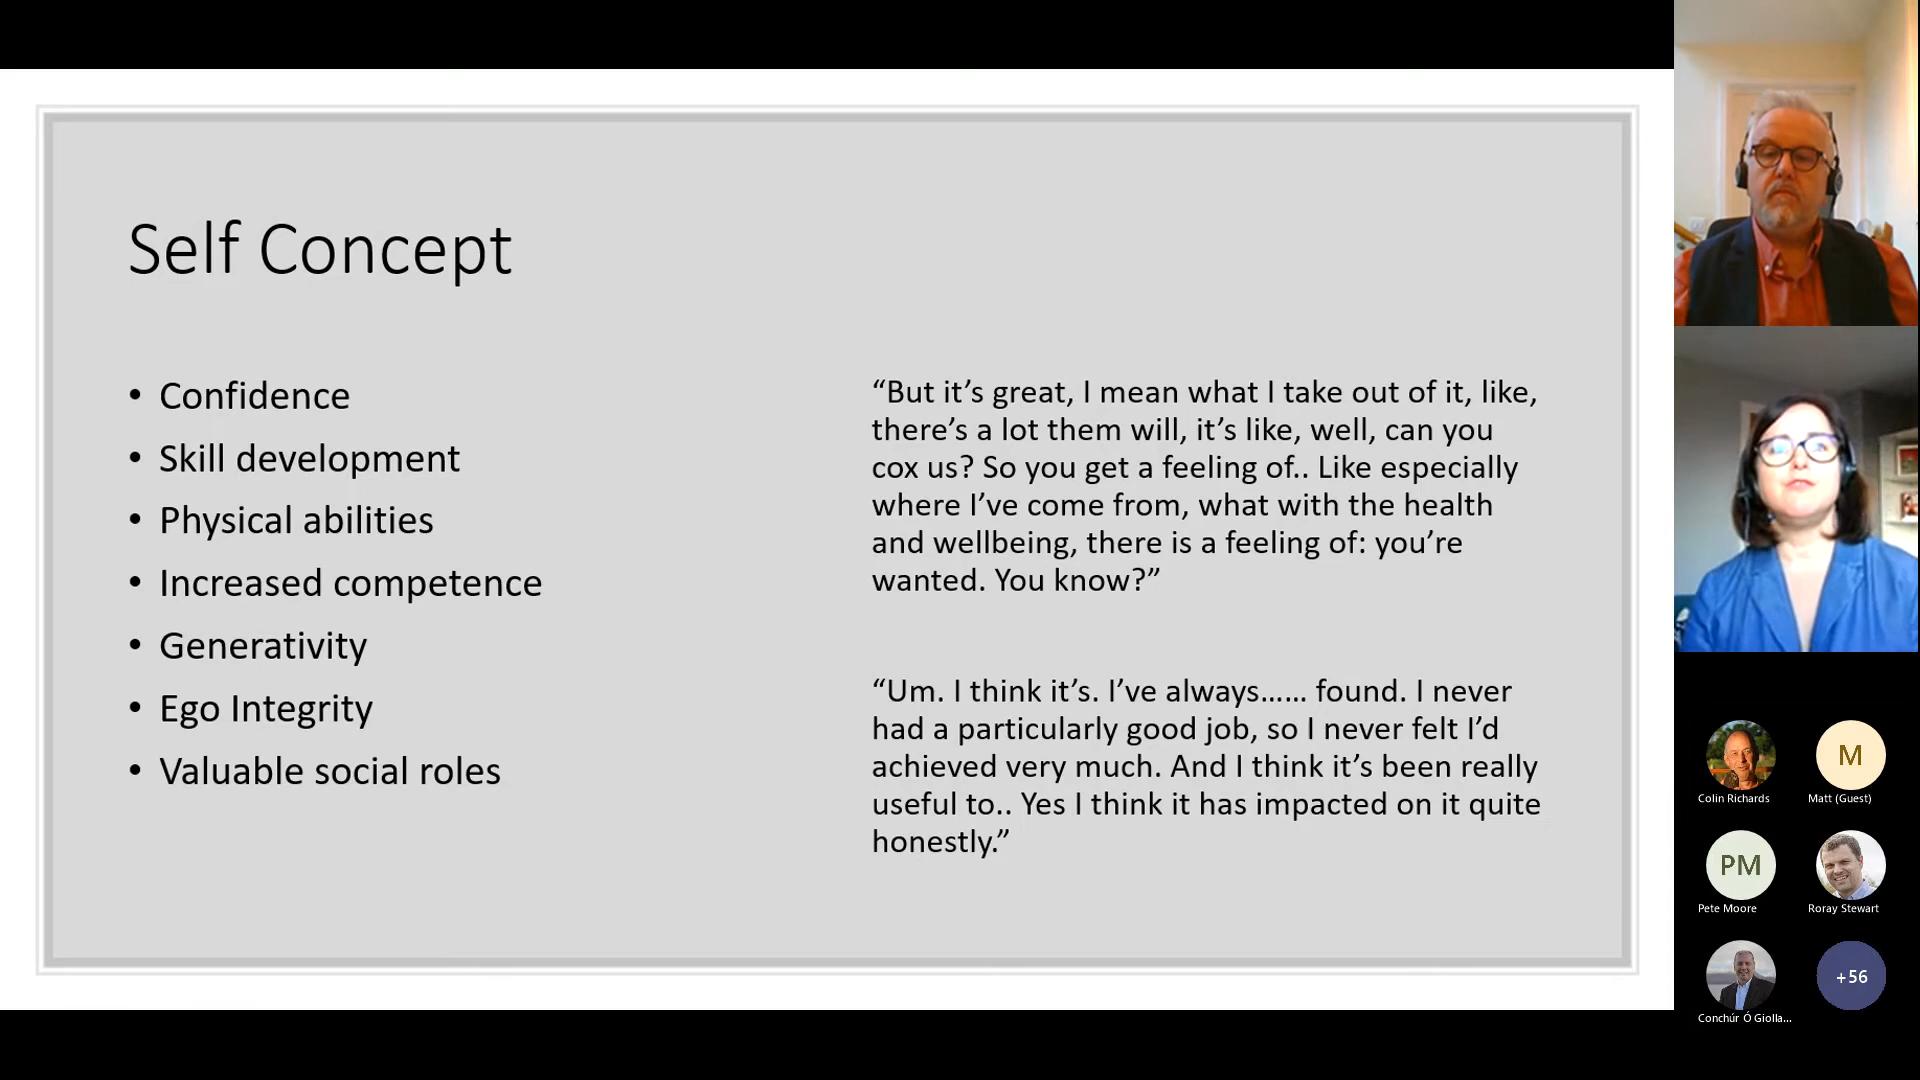 Self Concept
• Confidence
• Skill development
• Physical abilities
• Increased competence
• Generativity
• Ego Integrity
• Valuable social roles
“But it’s great, I mean what I take out of it, like,
there’s a lot them will, it’s like, well, can you
cox us? So you get a feeling of.. Like especially
where I’ve come from, what with the health
and wellbeing, there is a feeling of: you’re
wanted. You know?”
“Um. I think it’s. I’ve always…… found. I never
had a particularly good job, so I never felt I’d
achieved very much. And I think it’s been really
useful to.. Yes I think it has impacted on it quite
honestly.”
Colin Richards
M
Matt (Guest)
PM
Pete Moore
Roray Stewart
Conchúr Ó Giolla...
+56